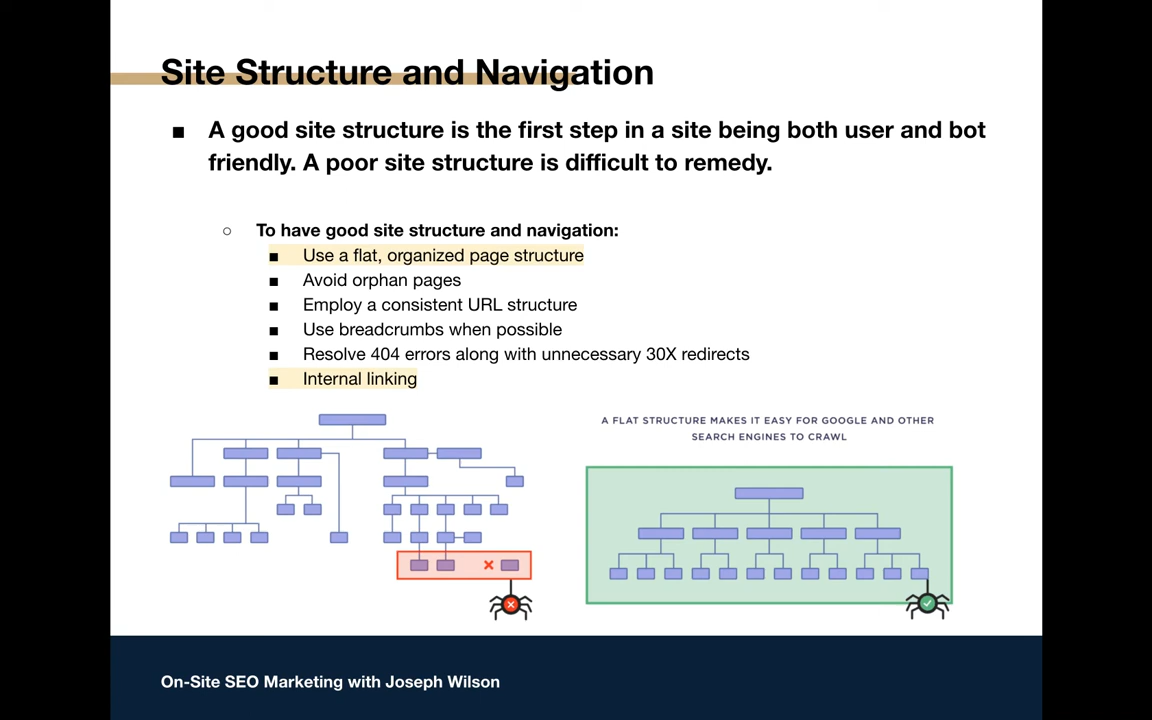 Site Structure and Navigation
■ A good site structure is the first step in a site being both user and bot
friendly. A poor site structure is difficult to remedy.
○ To have good site structure and navigation:
■ Use a flat, organized page structure
■ Avoid orphan pages
■ Employ a consistent URL structure
■ Use breadcrumbs when possible
■ Resolve 404 errors along with unnecessary 30X redirects
■ Internal linking
A FLAT STRUCTURE MAKES IT EASY FOR GOOGLE AND OTHER
SEARCH ENGINES TO CRAWL
On-Site SEO Marketing with Joseph Wilson